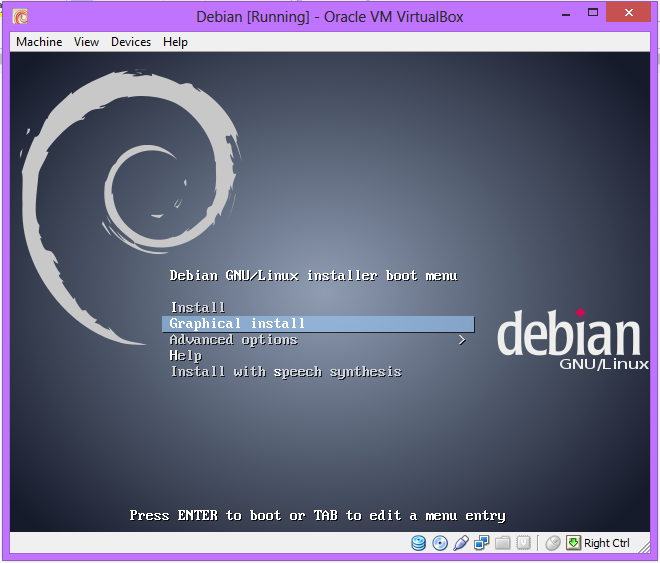 Debian [Running] - Oracle VM VirtualBox
Machine View Devices Help
Debian GNU/Linux installer boot menu
Install
Graphical install
Advanced options >
Help
Install with speech synthesis
debian
GNU/Linux
Press ENTER to boot or TAB to edit a menu entry
Right Ctrl